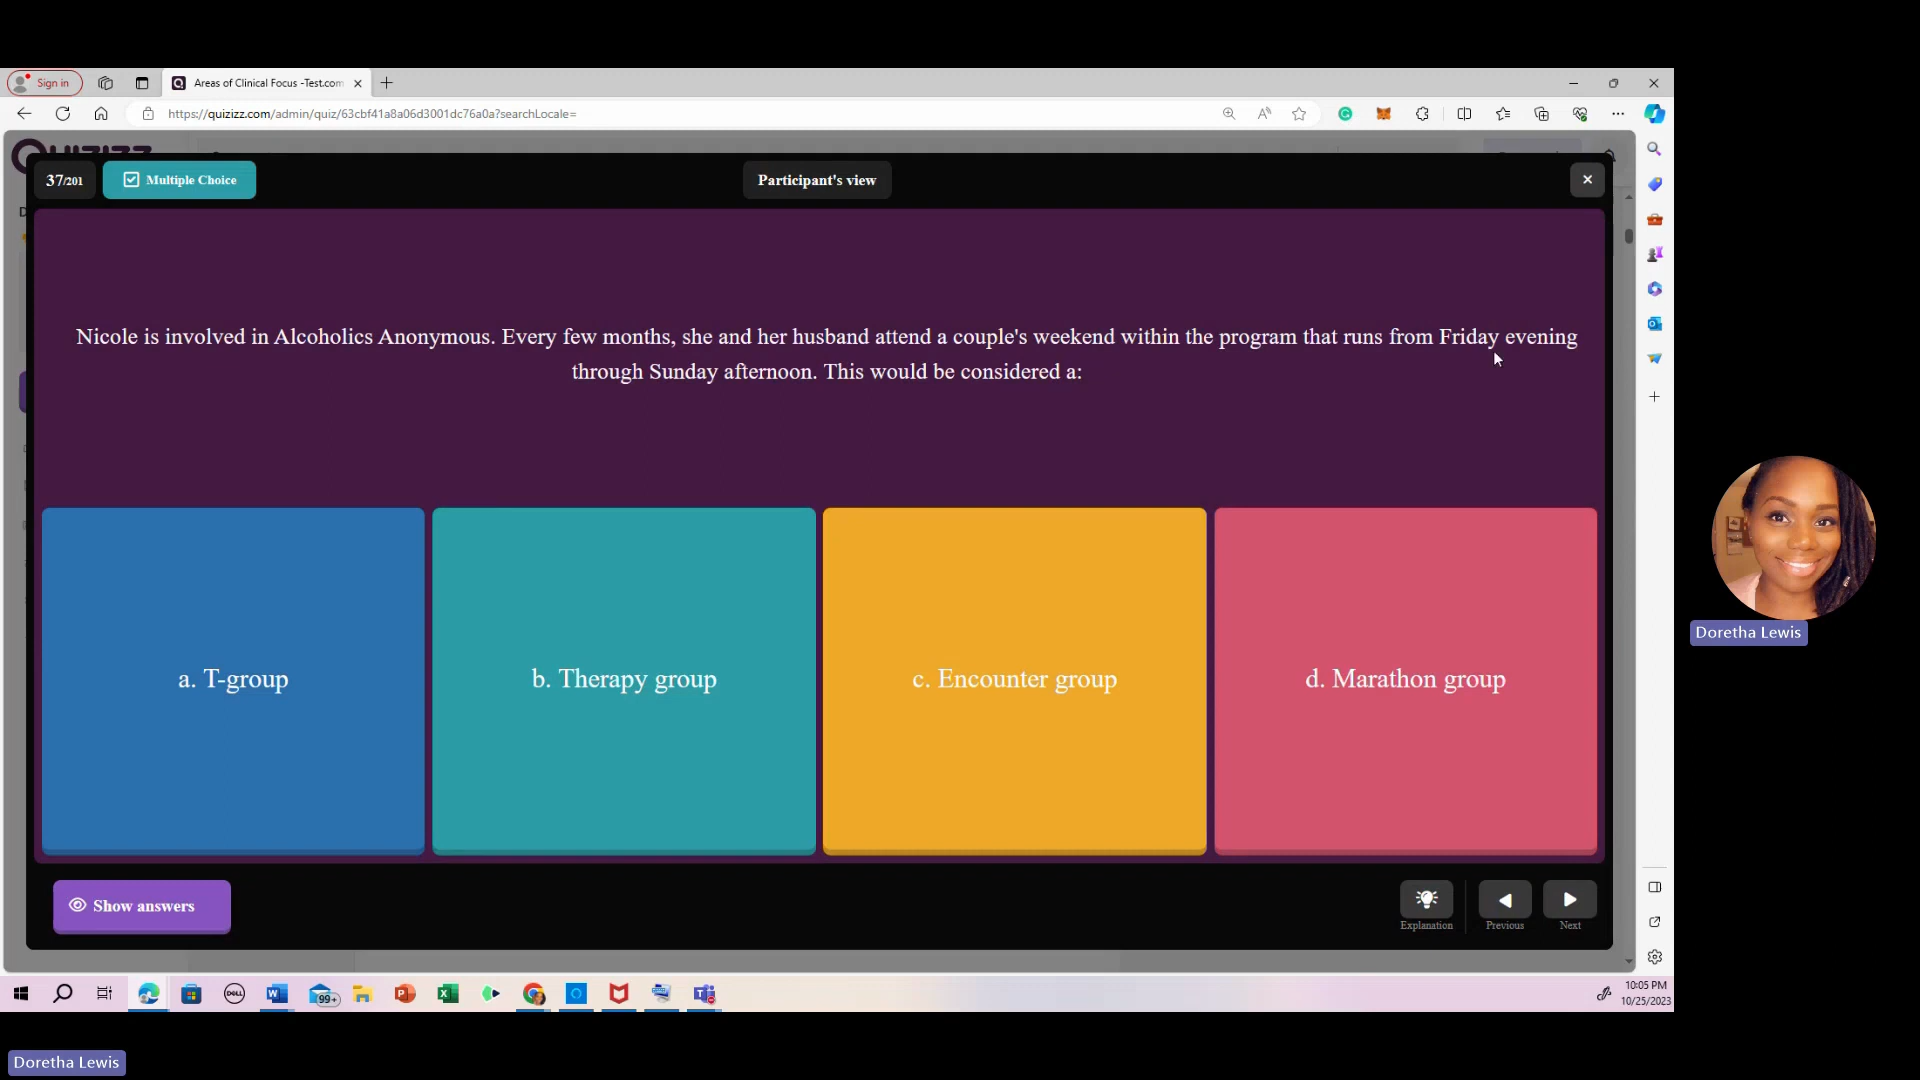 Sign in
Areas of Clinical Focus -Test.com
https://quizizz.com/admin/quiz/63cbf41a8a06d3001dc76a0a?searchLocale=
37/201
Multiple Choice
Participant's view
Nicole is involved in Alcoholics Anonymous. Every few months, she and her husband attend a couple's weekend within the program that runs from Friday evening
through Sunday afternoon. This would be considered a:
a. T-group
b. Therapy group
c. Encounter group
d. Marathon group
Show answers
Explanation
Previous
Next
Doretha Lewis
99+
DELL
10:05 PM
10/25/2023
Doretha Lewis